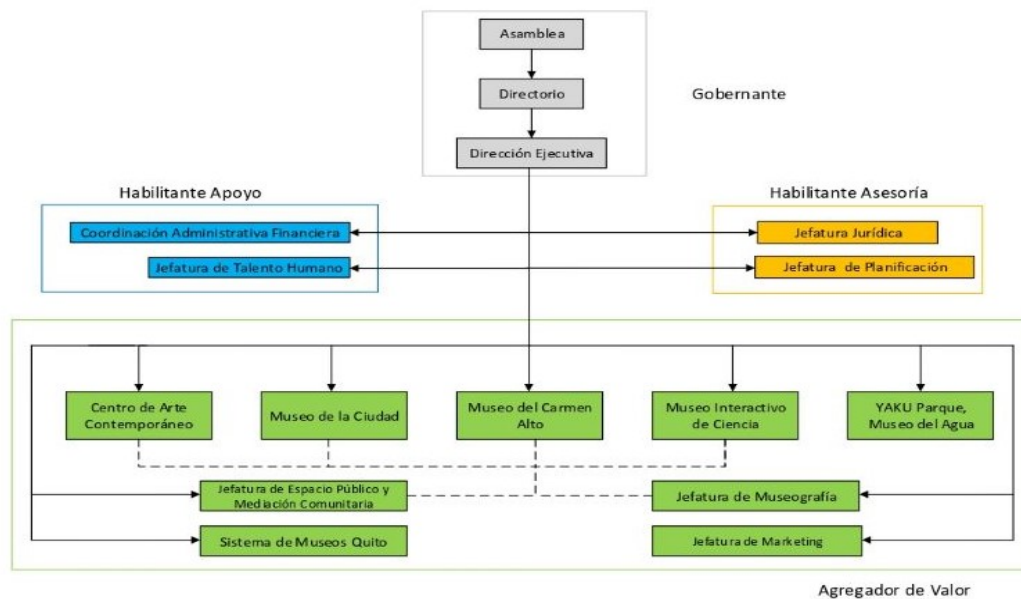 Asamblea
Directorio
Gobernante
Dirección Ejecutiva
Habilitante Apoyo
Habilitante Asesoría
Coordinación Administrativa Financiera
Jefatura Jurídica
Jefatura de Talento Humano
Jefatura de Planificación
Centro de Arte
Contemporáneo
Museo de la Ciudad
Museo del Carmen
Alto
Museo Interactivo
de Ciencia
YAKU Parque,
Museo del Agua
Jefatura de Espacio Público y
Mediación Comunitaria
Jefatura de Museografía
Sistema de Museos Quito
Jefatura de Marketing
Agregador de Valor